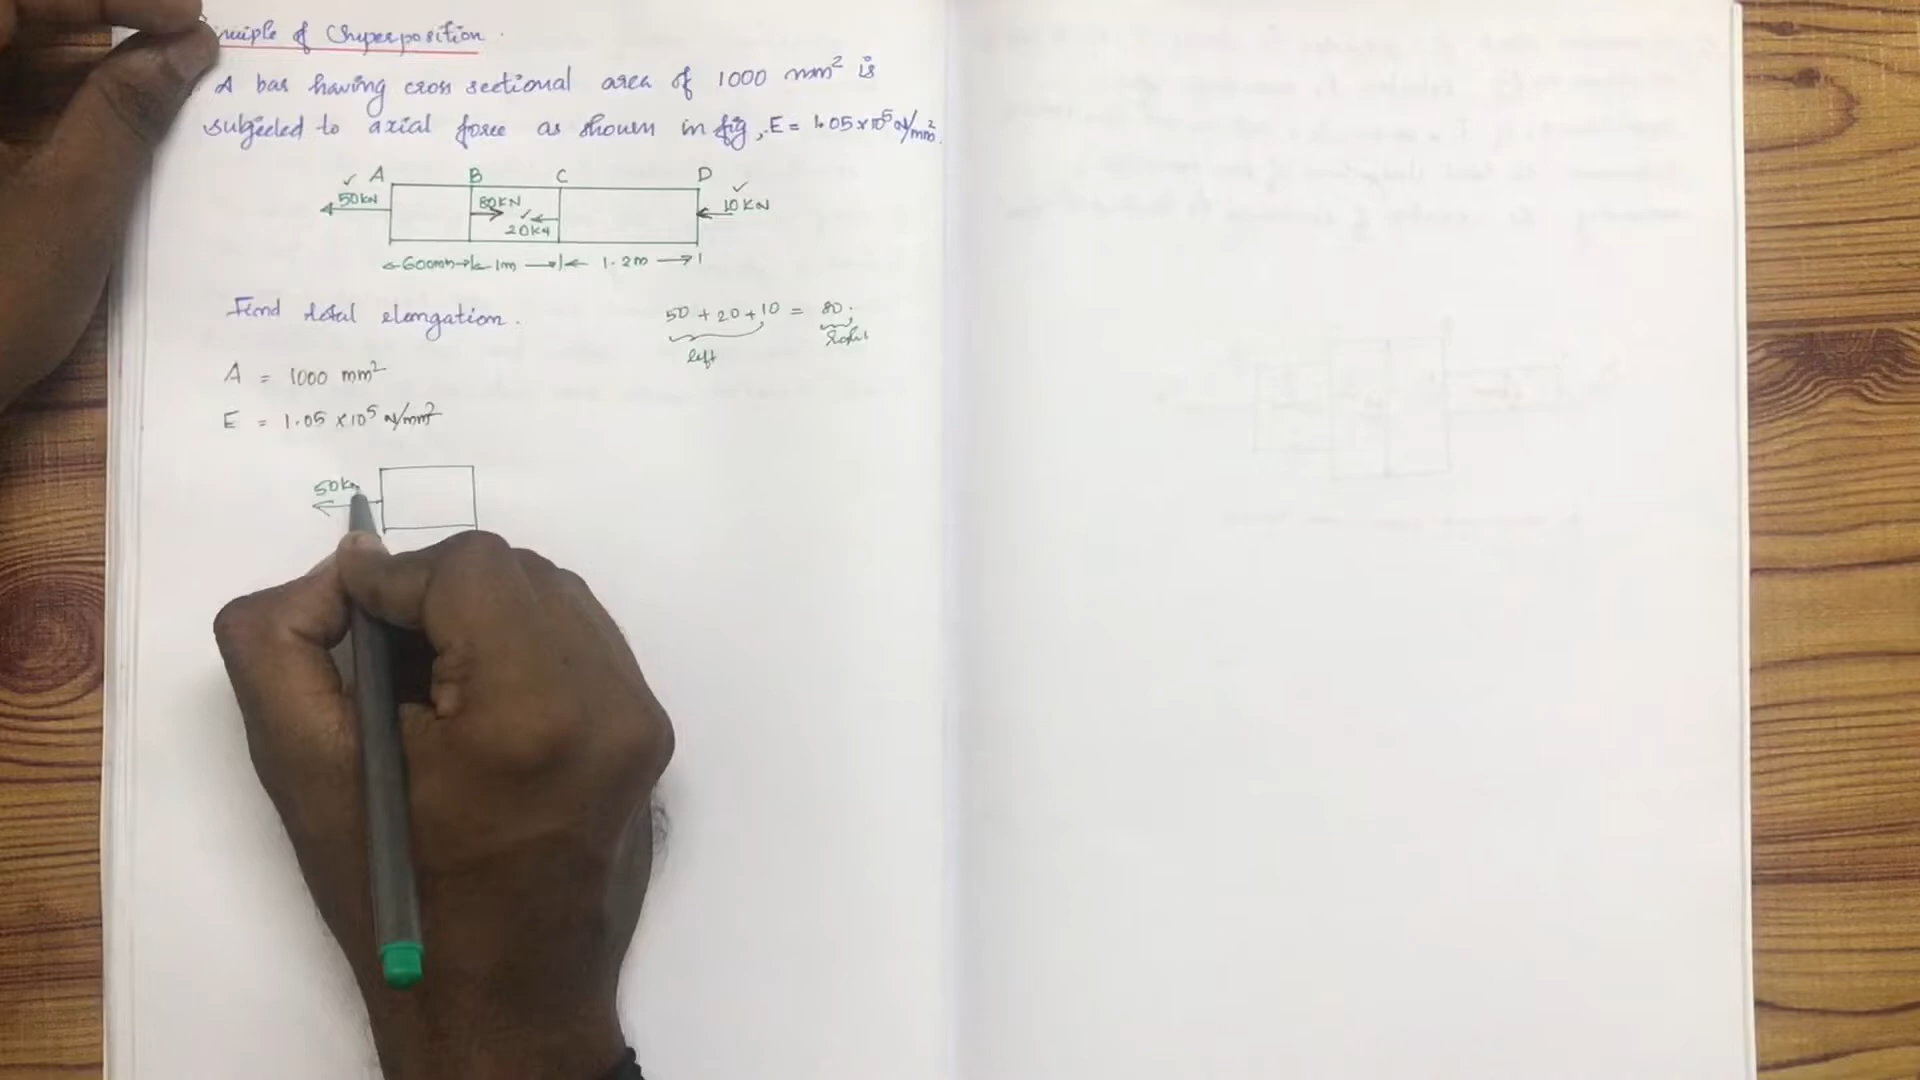 nciple of Superposition.
A bar having cross sectional area of 1000 mm² is
subjected to axial force as shown in fig, E = 1.05×10⁵ N/mm².
A B C D
50KN 80KN 20KN 10KN
600mm 1m 1.2m
Find total elongation.
50 + 20 + 10 = 80.
left right
A = 1000 mm²
E = 1.05 ×10⁵ N/mm²
50KN